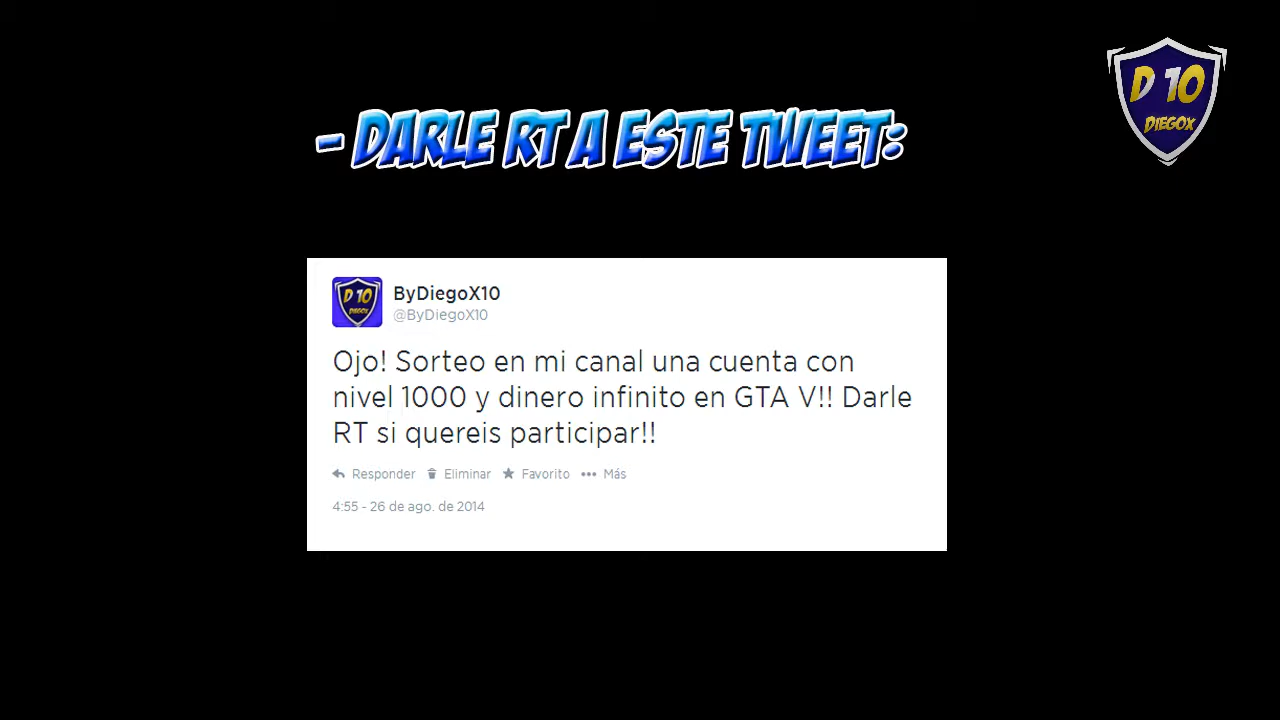 D 10
DIEGOX
- DARLE RT A ESTE TWEET:
D 10
DIEGOX
ByDiegoX10
@ByDiegoX10
Ojo! Sorteo en mi canal una cuenta con
nivel 1000 y dinero infinito en GTA V!! Darle
RT si quereis participar!!
Responder Eliminar Favorito Más
4:55 - 26 de ago. de 2014